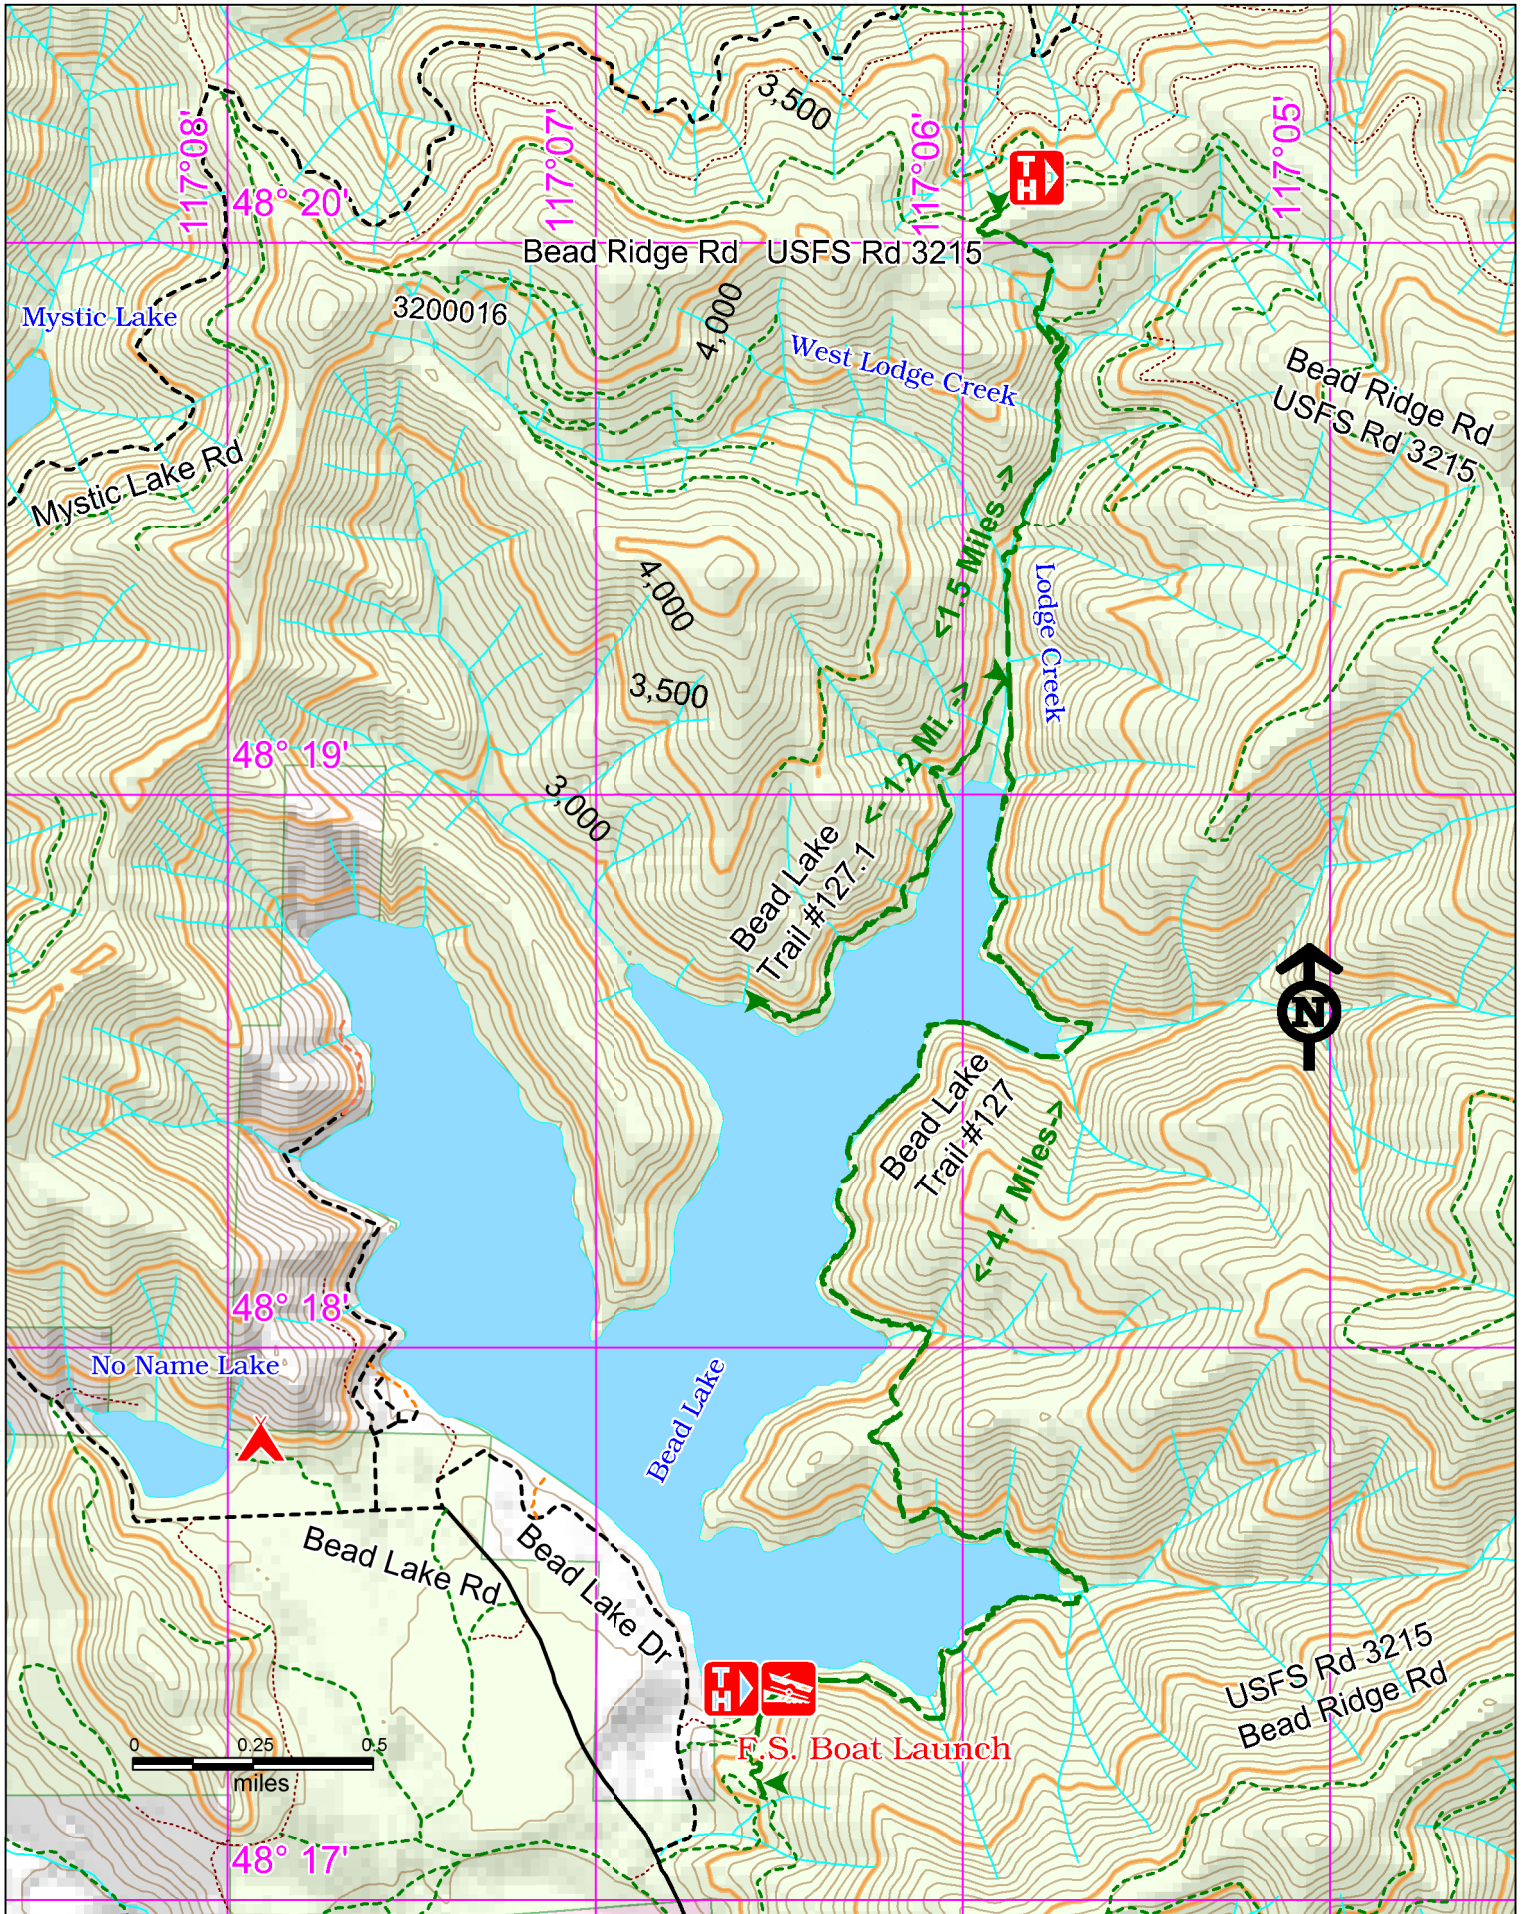 3,500
117°08'
117°07'
117°06'
117°05'
TH
48° 20'
Bead Ridge Rd USFS Rd 3215
Mystic Lake
3200016
4,000
West Lodge Creek
Bead Ridge Rd
USFS Rd 3215
Mystic Lake Rd
<1.5 Miles->
4,000
Lodge Creek
3,500
<- 1.2 Mi. ->
48° 19'
3,000
Bead Lake
Trail #127.1
N
Bead Lake
Trail #127
<- 4.7 Miles->
48° 18'
No Name Lake
Bead Lake
Bead Lake Rd
Bead Lake Dr
USFS Rd 3215
Bead Ridge Rd
TH
F.S. Boat Launch
0 0.25 0.5
miles
48° 17'